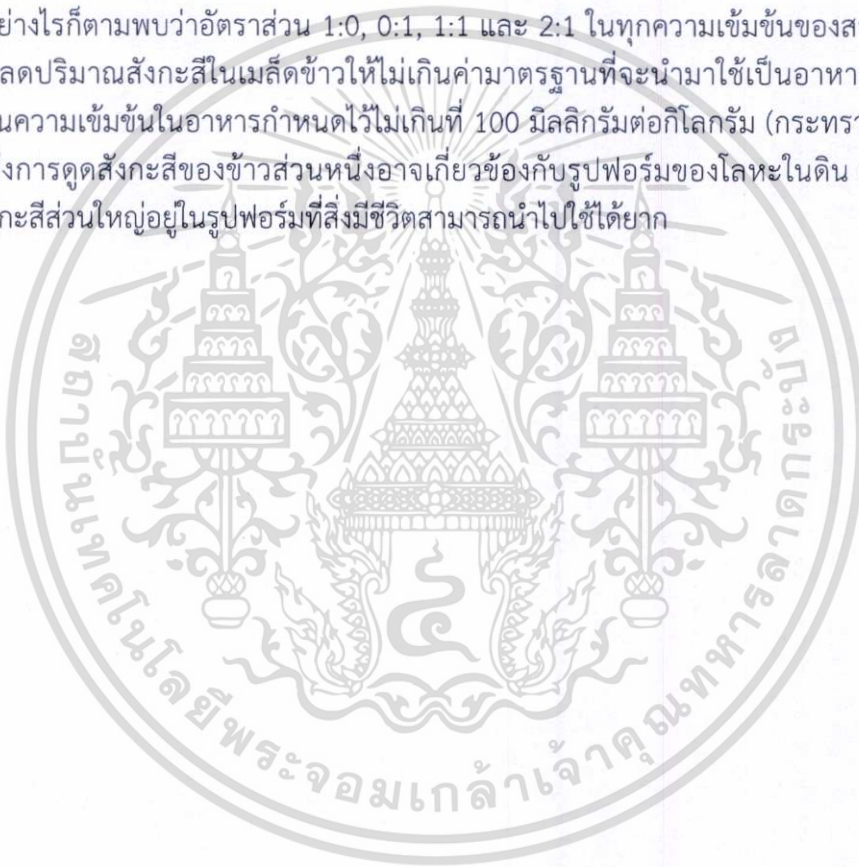 ย่างไรก็ตามพบว่าอัตราส่วน 1:0, 0:1, 1:1 และ 2:1 ในทุกความเข้มข้นของส
ลดปริมาณสังกะสีในเมล็ดข้าวให้ไม่เกินค่ามาตรฐานที่จะนำมาใช้เป็นอาหา
นความเข้มข้นในอาหารกำหนดไว้ไม่เกินที่ 100 มิลลิกรัมต่อกิโลกรัม (กระทรา
งการดูดสังกะสีของข้าวส่วนหนึ่งอาจเกี่ยวข้องกับรูปฟอร์มของโลหะในดิน
กะสีส่วนใหญ่อยู่ในรูปฟอร์มที่สิ่งมีชีวิตสามารถนำไปใช้ได้ยาก
สถาบันเทคโนโลยีพระจอมเกล้าเจ้าคุณทหารลาดกระบัง